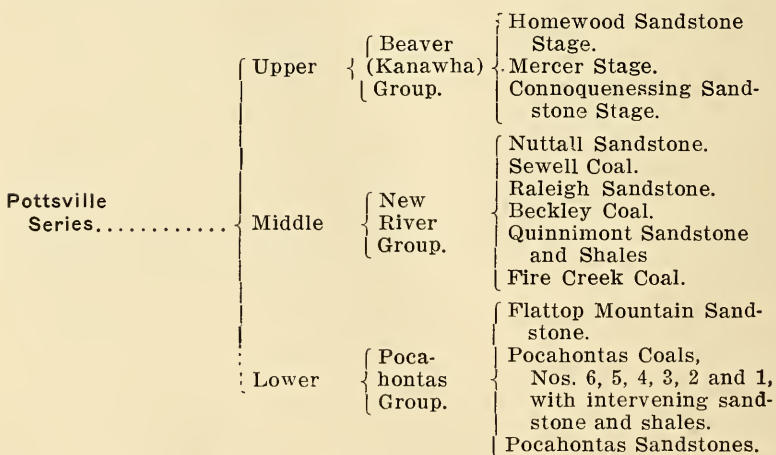 Pottsville
Series............
Upper
Beaver
(Kanawha)
Group.
Homewood Sandstone
Stage.
Mercer Stage.
Connoquenessing Sand-
stone Stage.
Middle
New
River
Group.
Nuttall Sandstone.
Sewell Coal.
Raleigh Sandstone.
Beckley Coal.
Quinnimont Sandstone
and Shales
Fire Creek Coal.
Lower
Poca-
hontas
Group.
Flattop Mountain Sand-
stone.
Pocahontas Coals,
Nos. 6, 5, 4, 3, 2 and 1,
with intervening sand-
stone and shales.
Pocahontas Sandstones.